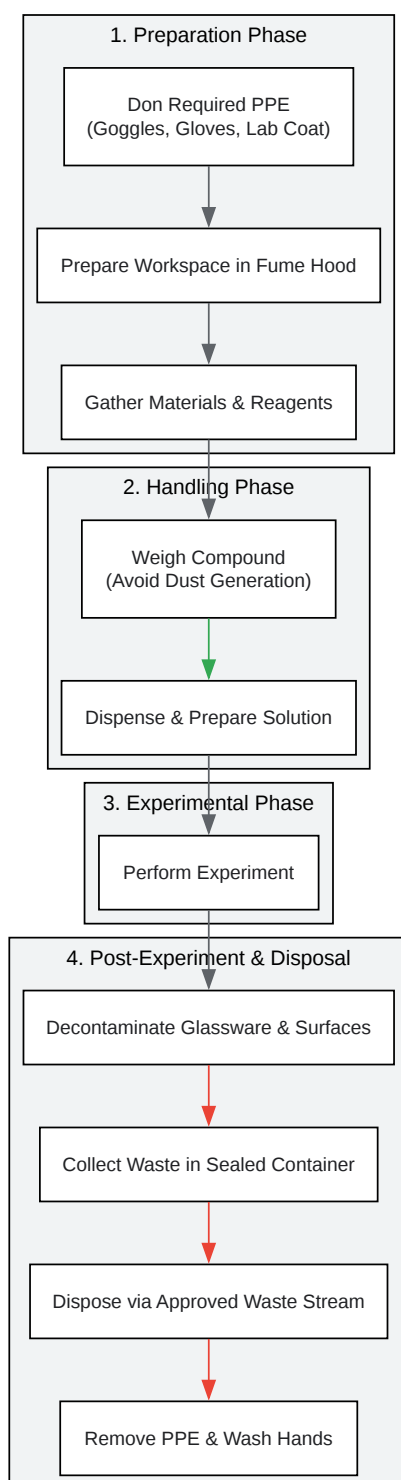 1. Preparation Phase
Don Required PPE
(Goggles, Gloves, Lab Coat)
Prepare Workspace in Fume Hood
Gather Materials & Reagents
2. Handling Phase
Weigh Compound
(Avoid Dust Generation)
Dispense & Prepare Solution
3. Experimental Phase
Perform Experiment
4. Post-Experiment & Disposal
Decontaminate Glassware & Surfaces
Collect Waste in Sealed Container
Dispose via Approved Waste Stream
Remove PPE & Wash Hands